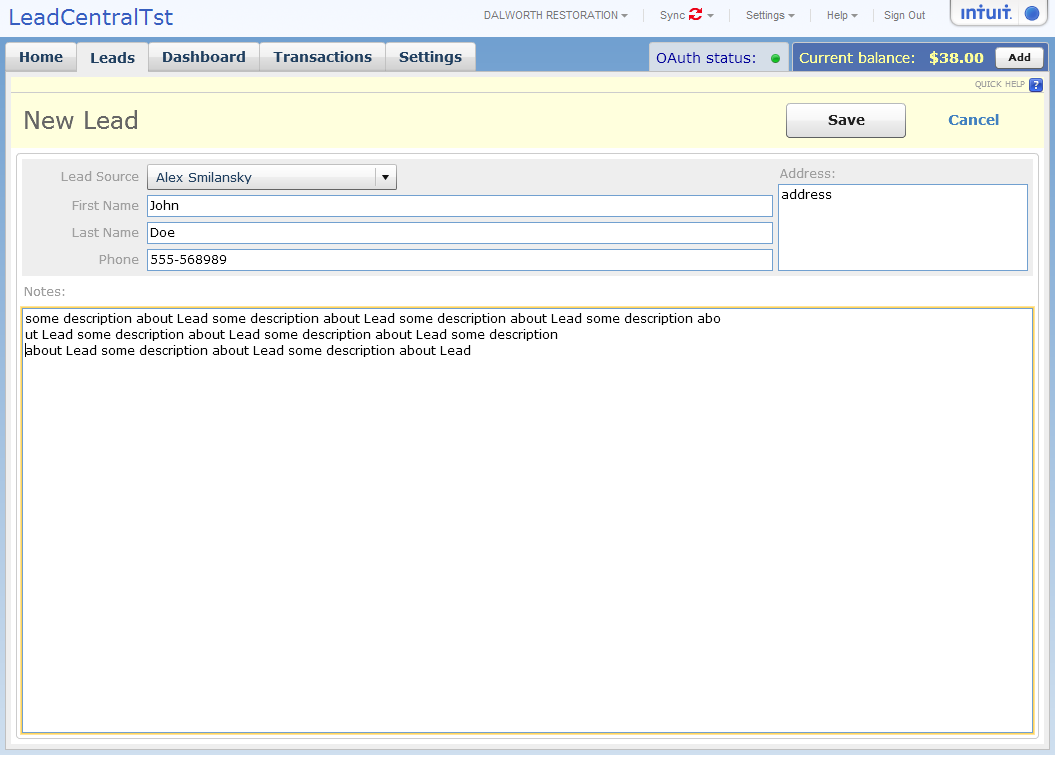 LeadCentralTst
DALWORTH RESTORATION Sync Settings Help Sign Out intuit.
Home Leads Dashboard Transactions Settings OAuth status: Current balance: $38.00 Add
QUICK HELP ?
New Lead Save Cancel
Lead Source Alex Smilansky
First Name John
Last Name Doe
Phone 555-568989
Address:
address
Notes:
some description about Lead some description about Lead some description about Lead some description abo
ut Lead some description about Lead some description about Lead some description
about Lead some description about Lead some description about Lead